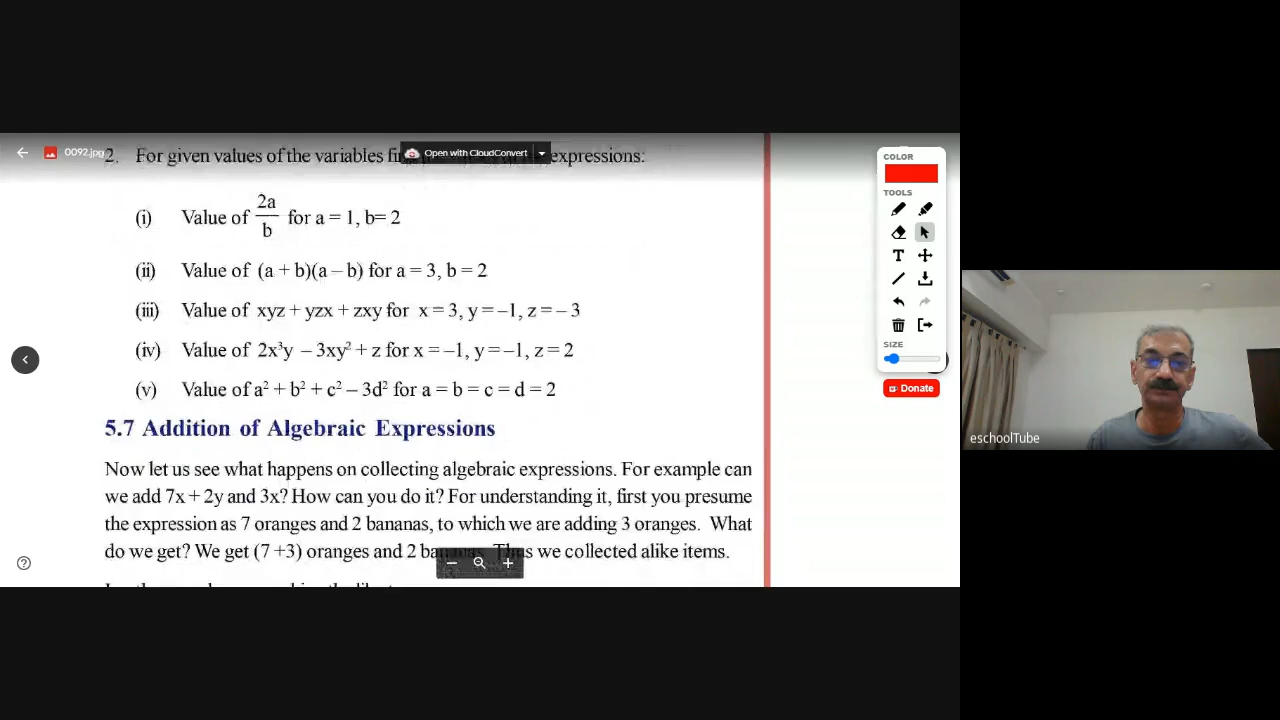 0092.jpg
Open with CloudConvert
2. For given values of the variables expressions:
(i) Value of 2a/b for a = 1, b= 2
(ii) Value of (a + b)(a – b) for a = 3, b = 2
(iii) Value of xyz + yzx + zxy for x = 3, y = –1, z = – 3
(iv) Value of 2x³y – 3xy² + z for x = –1, y = –1, z = 2
(v) Value of a² + b² + c² – 3d² for a = b = c = d = 2
5.7 Addition of Algebraic Expressions
Now let us see what happens on collecting algebraic expressions. For example can
we add 7x + 2y and 3x? How can you do it? For understanding it, first you presume
the expression as 7 oranges and 2 bananas, to which we are adding 3 oranges. What
do we get? We get (7 +3) oranges and 2 Thus we collected alike items.
COLOR
TOOLS
T
SIZE
Donate
eschoolTube